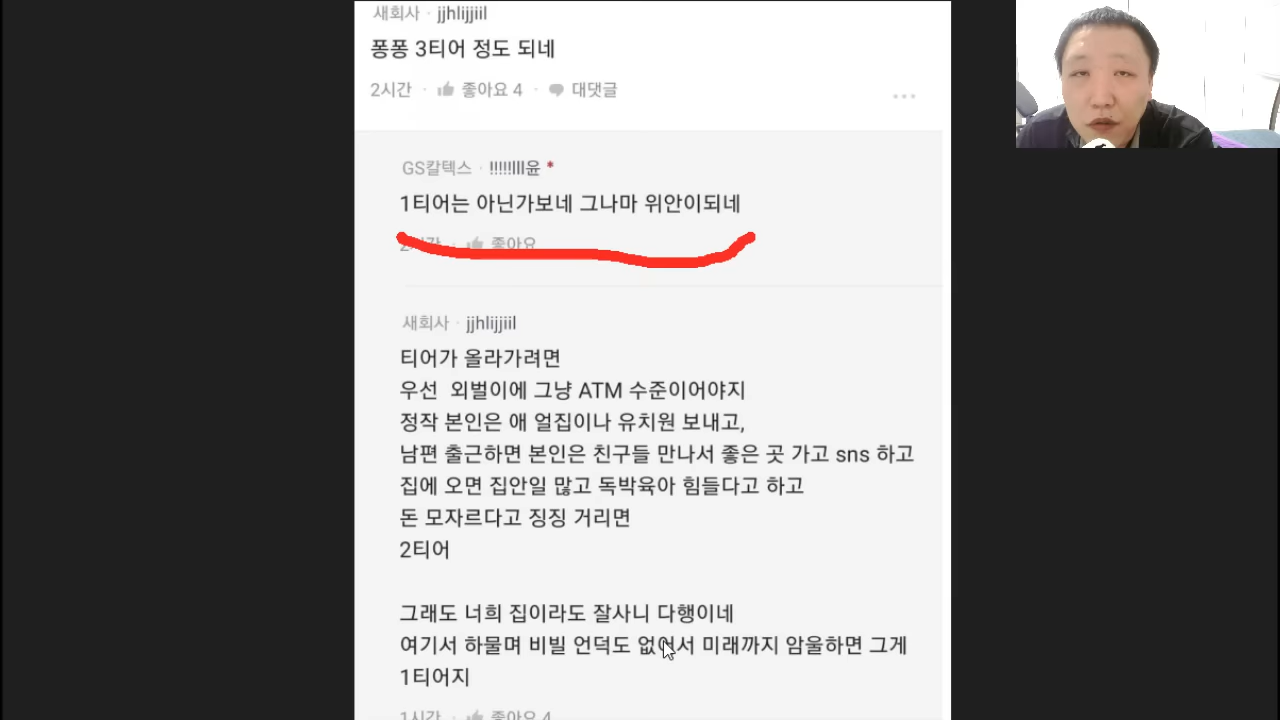 새회사 · jjhlijjiil
퐁퐁 3티어 정도 되네
2시간 · 좋아요 4 · 대댓글
GS칼텍스 · !!!!!lll윤 *
1티어는 아닌가보네 그나마 위안이되네
2시간 · 좋아요
새회사 · jjhlijjiil
티어가 올라가려면
우선 외벌이에 그냥 ATM 수준이어야지
정작 본인은 애 얼집이나 유치원 보내고,
남편 출근하면 본인은 친구들 만나서 좋은 곳 가고 sns 하고
집에 오면 집안일 많고 독박육아 힘들다고 하고
돈 모자르다고 징징 거리면
2티어
그래도 너희 집이라도 잘사니 다행이네
여기서 하물며 비빌 언덕도 없어서 미래까지 암울하면 그게
1티어지
1시간 · 좋아요 4